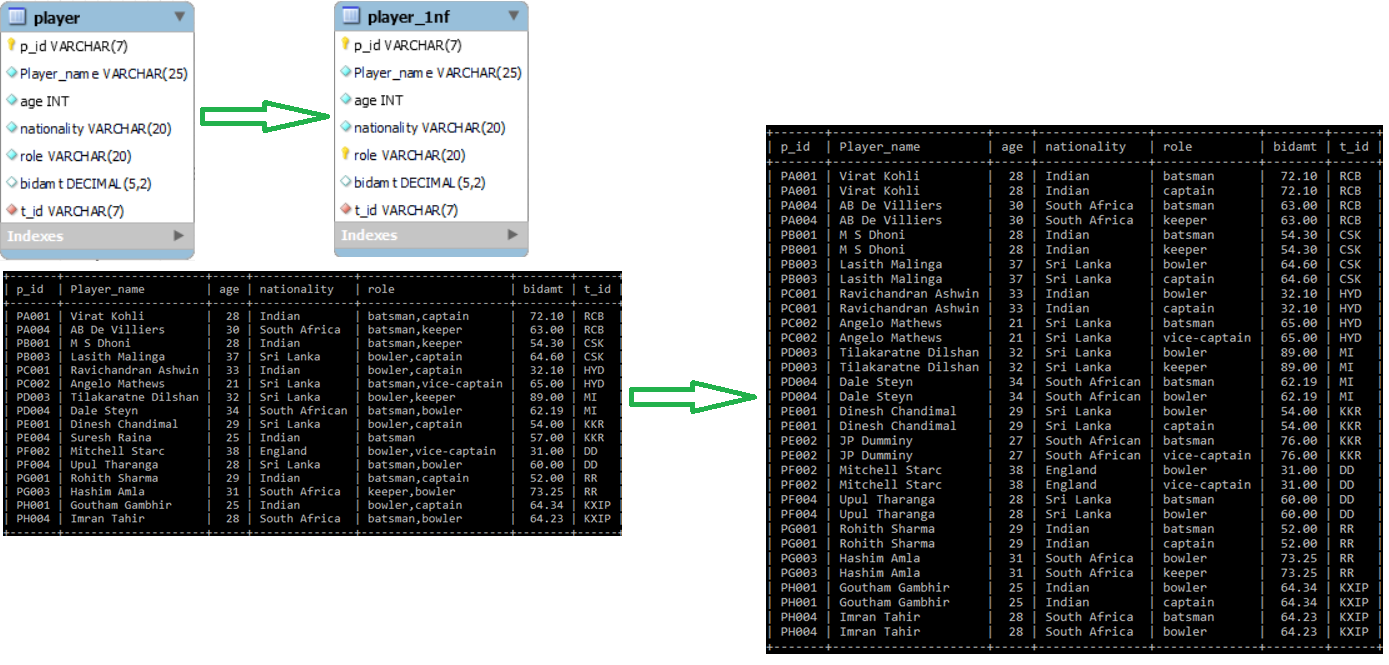 player
p_id VARCHAR(7)
Player_name VARCHAR(25)
age INT
nationality VARCHAR(20)
role VARCHAR(20)
bidamt DECIMAL(5,2)
t_id VARCHAR(7)
Indexes
player_1nf
p_id VARCHAR(7)
Player_name VARCHAR(25)
age INT
nationality VARCHAR(20)
role VARCHAR(20)
bidamt DECIMAL(5,2)
t_id VARCHAR(7)
Indexes
| p_id | Player_name | age | nationality | role | bidamt | t_id |
| PA001 | Virat Kohli | 28 | Indian | batsman,captain | 72.10 | RCB |
| PA004 | AB De Villiers | 30 | South Africa | batsman,keeper | 63.00 | RCB |
| PB001 | M S Dhoni | 28 | Indian | batsman,keeper | 54.30 | CSK |
| PB003 | Lasith Malinga | 37 | Sri Lanka | bowler,captain | 64.60 | CSK |
| PC001 | Ravichandran Ashwin | 33 | Indian | bowler,captain | 32.10 | HYD |
| PC002 | Angelo Mathews | 21 | Sri Lanka | batsman,vice-captain | 65.00 | HYD |
| PD003 | Tilakaratne Dilshan | 32 | Sri Lanka | bowler,keeper | 89.00 | MI |
| PD004 | Dale Steyn | 34 | South African | batsman,bowler | 62.19 | MI |
| PE001 | Dinesh Chandimal | 29 | Sri Lanka | bowler,captain | 54.00 | KKR |
| PE004 | Suresh Raina | 25 | Indian | batsman | 57.00 | KKR |
| PF002 | Mitchell Starc | 38 | England | bowler,vice-captain | 31.00 | DD |
| PF004 | Upul Tharanga | 28 | Sri Lanka | batsman,bowler | 60.00 | DD |
| PG001 | Rohith Sharma | 29 | Indian | batsman,captain | 52.00 | RR |
| PG003 | Hashim Amla | 31 | South Africa | keeper,bowler | 73.25 | RR |
| PH001 | Goutham Gambhir | 25 | Indian | bowler,captain | 64.34 | KXIP |
| PH004 | Imran Tahir | 28 | South Africa | batsman,bowler | 64.23 | KXIP |
| p_id | Player_name | age | nationality | role | bidamt | t_id |
| PA001 | Virat Kohli | 28 | Indian | batsman | 72.10 | RCB |
| PA001 | Virat Kohli | 28 | Indian | captain | 72.10 | RCB |
| PA004 | AB De Villiers | 30 | South Africa | batsman | 63.00 | RCB |
| PA004 | AB De Villiers | 30 | South Africa | keeper | 63.00 | RCB |
| PB001 | M S Dhoni | 28 | Indian | batsman | 54.30 | CSK |
| PB001 | M S Dhoni | 28 | Indian | keeper | 54.30 | CSK |
| PB003 | Lasith Malinga | 37 | Sri Lanka | bowler | 64.60 | CSK |
| PB003 | Lasith Malinga | 37 | Sri Lanka | captain | 64.60 | CSK |
| PC001 | Ravichandran Ashwin | 33 | Indian | bowler | 32.10 | HYD |
| PC001 | Ravichandran Ashwin | 33 | Indian | captain | 32.10 | HYD |
| PC002 | Angelo Mathews | 21 | Sri Lanka | batsman | 65.00 | HYD |
| PC002 | Angelo Mathews | 21 | Sri Lanka | vice-captain | 65.00 | HYD |
| PD003 | Tilakaratne Dilshan | 32 | Sri Lanka | bowler | 89.00 | MI |
| PD003 | Tilakaratne Dilshan | 32 | Sri Lanka | keeper | 89.00 | MI |
| PD004 | Dale Steyn | 34 | South African | batsman | 62.19 | MI |
| PD004 | Dale Steyn | 34 | South African | bowler | 62.19 | MI |
| PE001 | Dinesh Chandimal | 29 | Sri Lanka | bowler | 54.00 | KKR |
| PE001 | Dinesh Chandimal | 29 | Sri Lanka | captain | 54.00 | KKR |
| PE002 | JP Dumminy | 27 | South African | batsman | 76.00 | KKR |
| PE002 | JP Dumminy | 27 | South African | vice-captain | 76.00 | KKR |
| PF002 | Mitchell Starc | 38 | England | bowler | 31.00 | DD |
| PF002 | Mitchell Starc | 38 | England | vice-captain | 31.00 | DD |
| PF004 | Upul Tharanga | 28 | Sri Lanka | batsman | 60.00 | DD |
| PF004 | Upul Tharanga | 28 | Sri Lanka | bowler | 60.00 | DD |
| PG001 | Rohith Sharma | 29 | Indian | batsman | 52.00 | RR |
| PG001 | Rohith Sharma | 29 | Indian | captain | 52.00 | RR |
| PG003 | Hashim Amla | 31 | South Africa | bowler | 73.25 | RR |
| PG003 | Hashim Amla | 31 | South Africa | keeper | 73.25 | RR |
| PH001 | Goutham Gambhir | 25 | Indian | bowler | 64.34 | KXIP |
| PH001 | Goutham Gambhir | 25 | Indian | captain | 64.34 | KXIP |
| PH004 | Imran Tahir | 28 | South Africa | batsman | 64.23 | KXIP |
| PH004 | Imran Tahir | 28 | South Africa | bowler | 64.23 | KXIP |